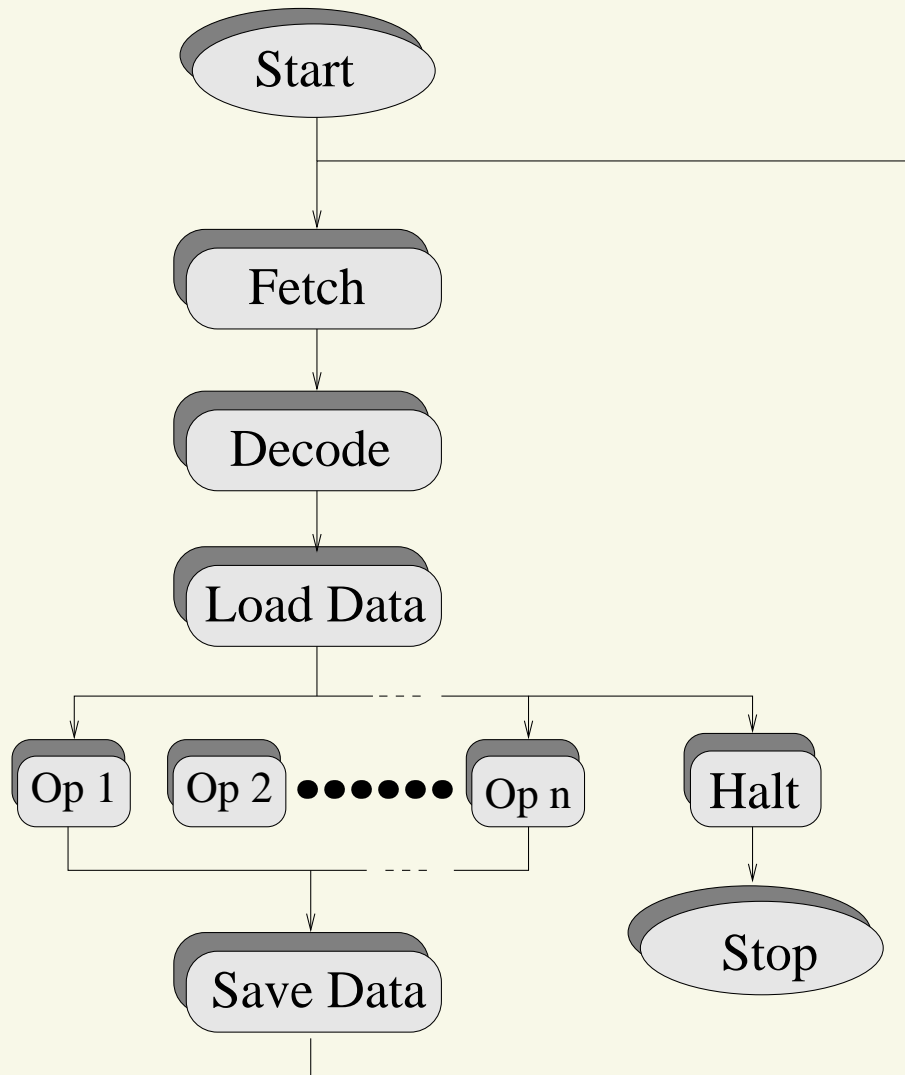 Start
Fetch
Decode
Load Data
Op 1
Op 2
Op n
Halt
Stop
Save Data